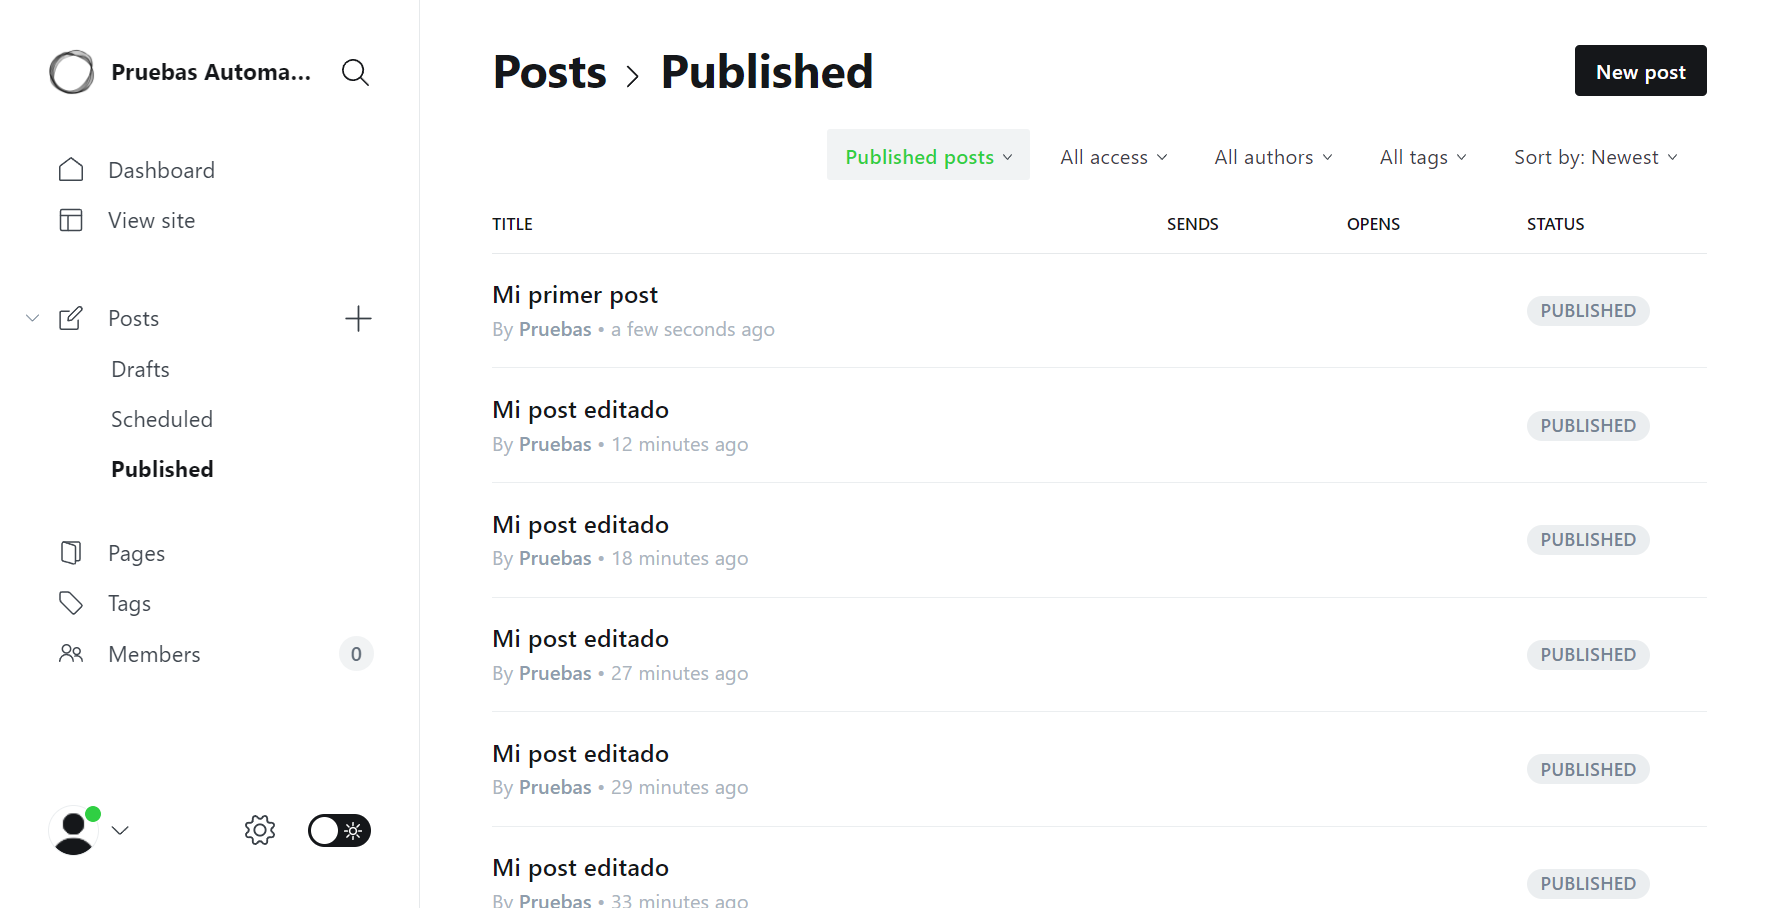 Pruebas Automa...
Dashboard
View site
Posts
Drafts
Scheduled
Published
Pages
Tags
Members 0
Posts > Published
New post
Published posts All access All authors All tags Sort by: Newest
TITLE SENDS OPENS STATUS
Mi primer post
By Pruebas • a few seconds ago
PUBLISHED
Mi post editado
By Pruebas • 12 minutes ago
PUBLISHED
Mi post editado
By Pruebas • 18 minutes ago
PUBLISHED
Mi post editado
By Pruebas • 27 minutes ago
PUBLISHED
Mi post editado
By Pruebas • 29 minutes ago
PUBLISHED
Mi post editado
By Pruebas • 33 minutes ago
PUBLISHED